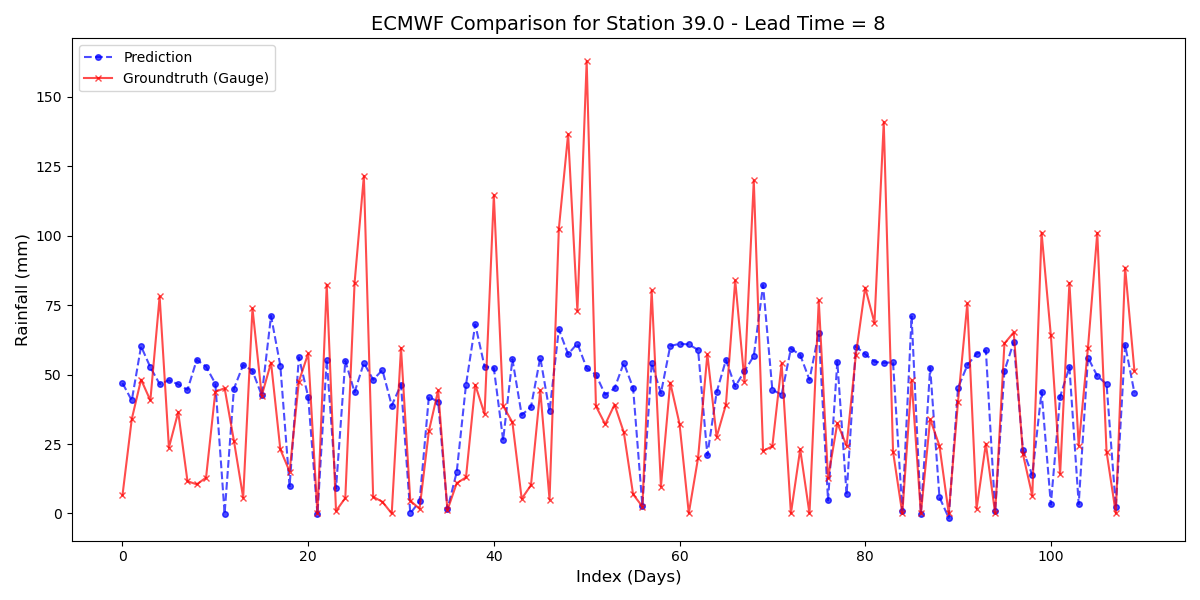 ECMWF Comparison for Station 39.0 - Lead Time = 8
Prediction
Groundtruth (Gauge)
Rainfall (mm)
150
125
100
75
50
25
0
0 20 40 60 80 100
Index (Days)